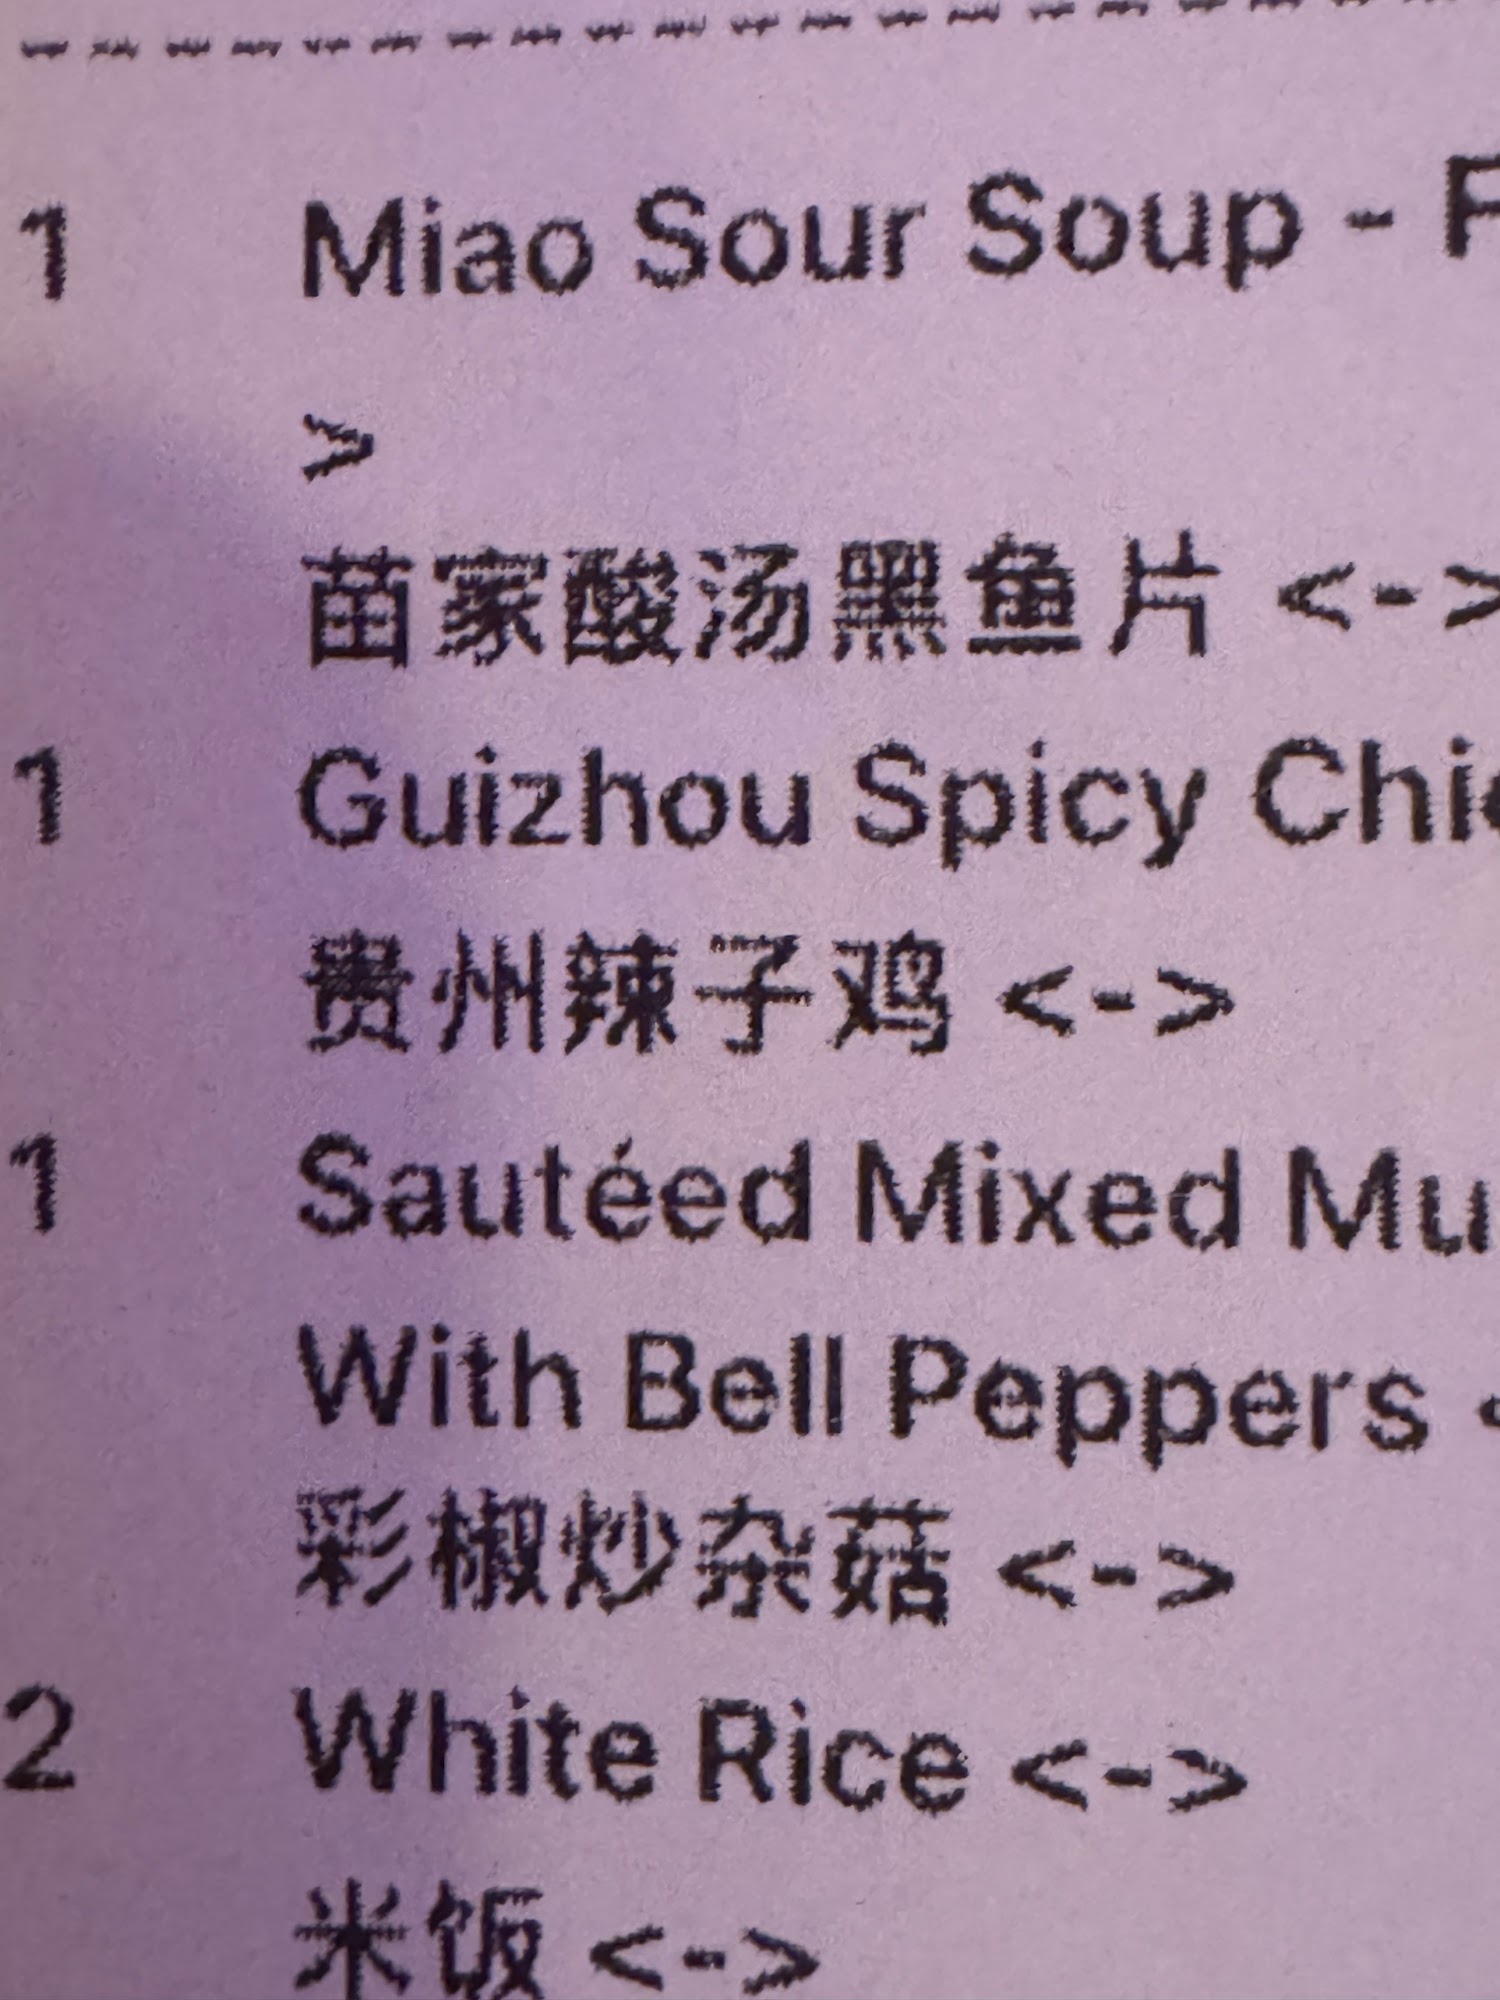 1 Miao Sour Soup -
>
苗家酸汤黑鱼片 <->
1 Guizhou Spicy
贵州辣子鸡 <->
1 Sautéed Mixed
With Bell Peppers
彩椒炒杂菇 <->
2 White Rice <->
米饭 <->